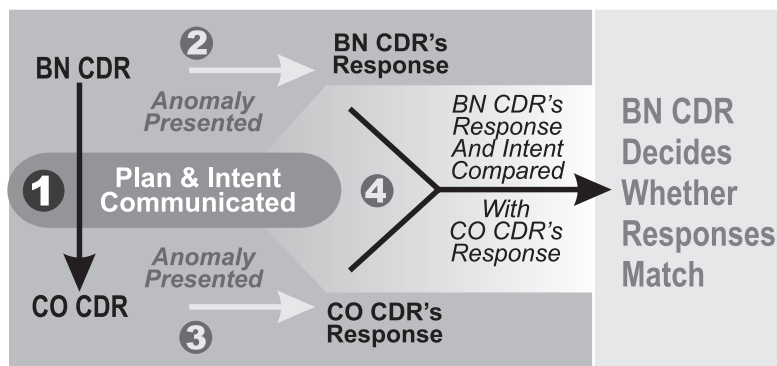 BN CDR
2
Anomaly
Presented
BN CDR's
Response
1
Plan & Intent
Communicated
4
BN CDR's
Response
And Intent
Compared
With
CO CDR's
Response
CO CDR
Anomaly
Presented
3
CO CDR's
Response
BN CDR
Decides
Whether
Responses
Match